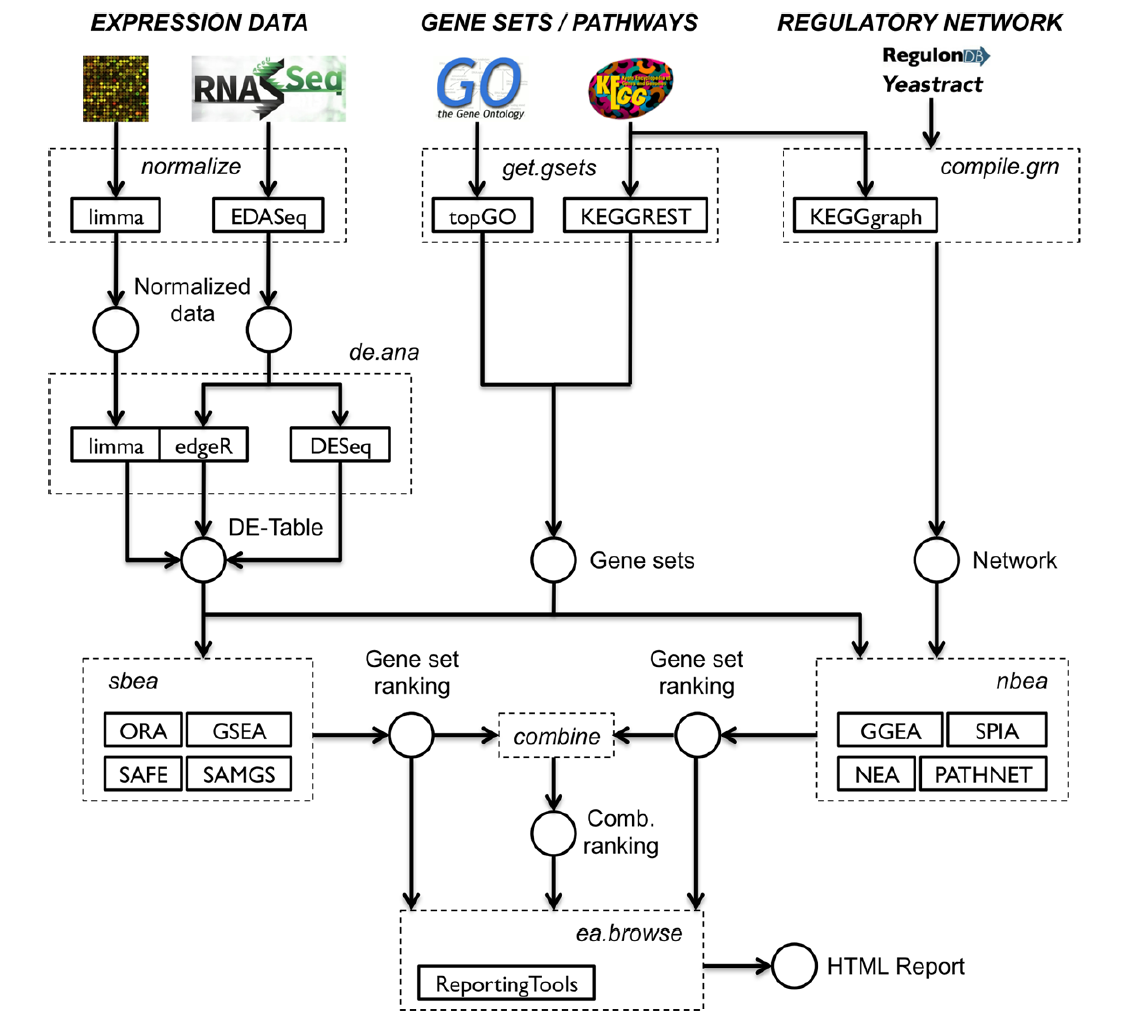 EXPRESSION DATA
GENE SETS / PATHWAYS
REGULATORY NETWORK
RNA Seq
GO
the Gene Ontology
KEGG
RegulonDB
Yeastract
normalize
limma
EDASeq
get.gsets
topGO
KEGGREST
compile.grn
KEGGgraph
Normalized
data
de.ana
limma
edgeR
DESeq
DE-Table
Gene sets
Network
sbea
ORA
GSEA
SAFE
SAMGS
Gene set
ranking
combine
Gene set
ranking
nbea
GGEA
SPIA
NEA
PATHNET
Comb.
ranking
ea.browse
ReportingTools
HTML Report